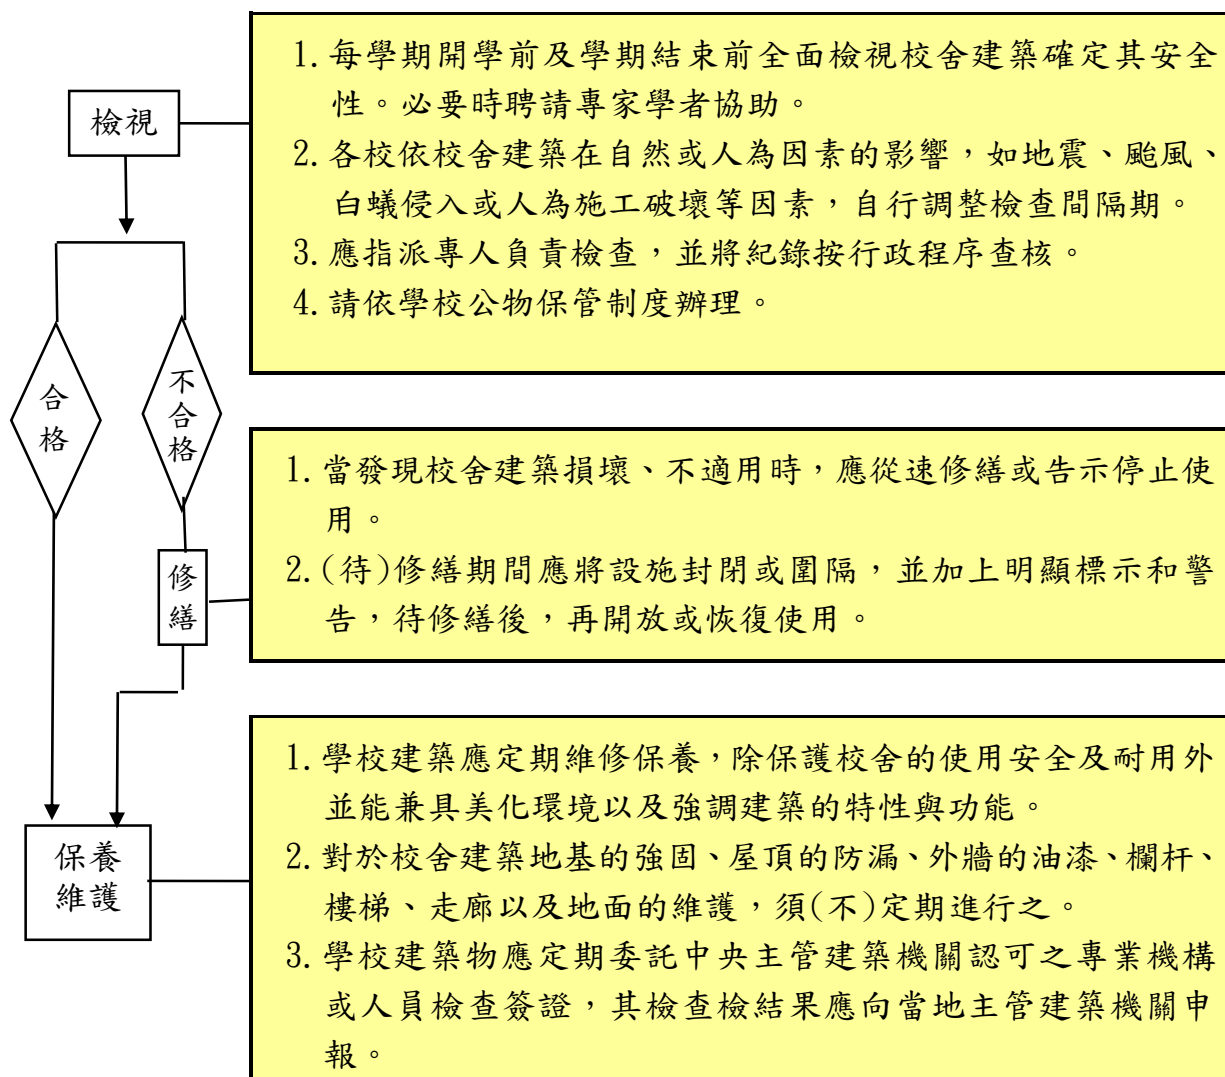 檢視
1. 每學期開學前及學期結束前全面檢視校舍建築確定其安全
性。必要時聘請專家學者協助。
2. 各校依校舍建築在自然或人為因素的影響，如地震、颱風、
白蟻侵入或人為施工破壞等因素，自行調整檢查間隔期。
3. 應指派專人負責檢查，並將紀錄按行政程序查核。
4. 請依學校公物保管制度辦理。
合
格
不
合
格
1. 當發現校舍建築損壞、不適用時，應從速修繕或告示停止使
用。
2. (待)修繕期間應將設施封閉或圍隔，並加上明顯標示和警
告，待修繕後，再開放或恢復使用。
修
繕
1. 學校建築應定期維修保養，除保護校舍的使用安全及耐用外
並能兼具美化環境以及強調建築的特性與功能。
2. 對於校舍建築地基的強固、屋頂的防漏、外牆的油漆、欄杆、
樓梯、走廊以及地面的維護，須(不)定期進行之。
3. 學校建築物應定期委託中央主管建築機關認可之專業機構
或人員檢查簽證，其檢查檢結果應向當地主管建築機關申
報。
保養
維護